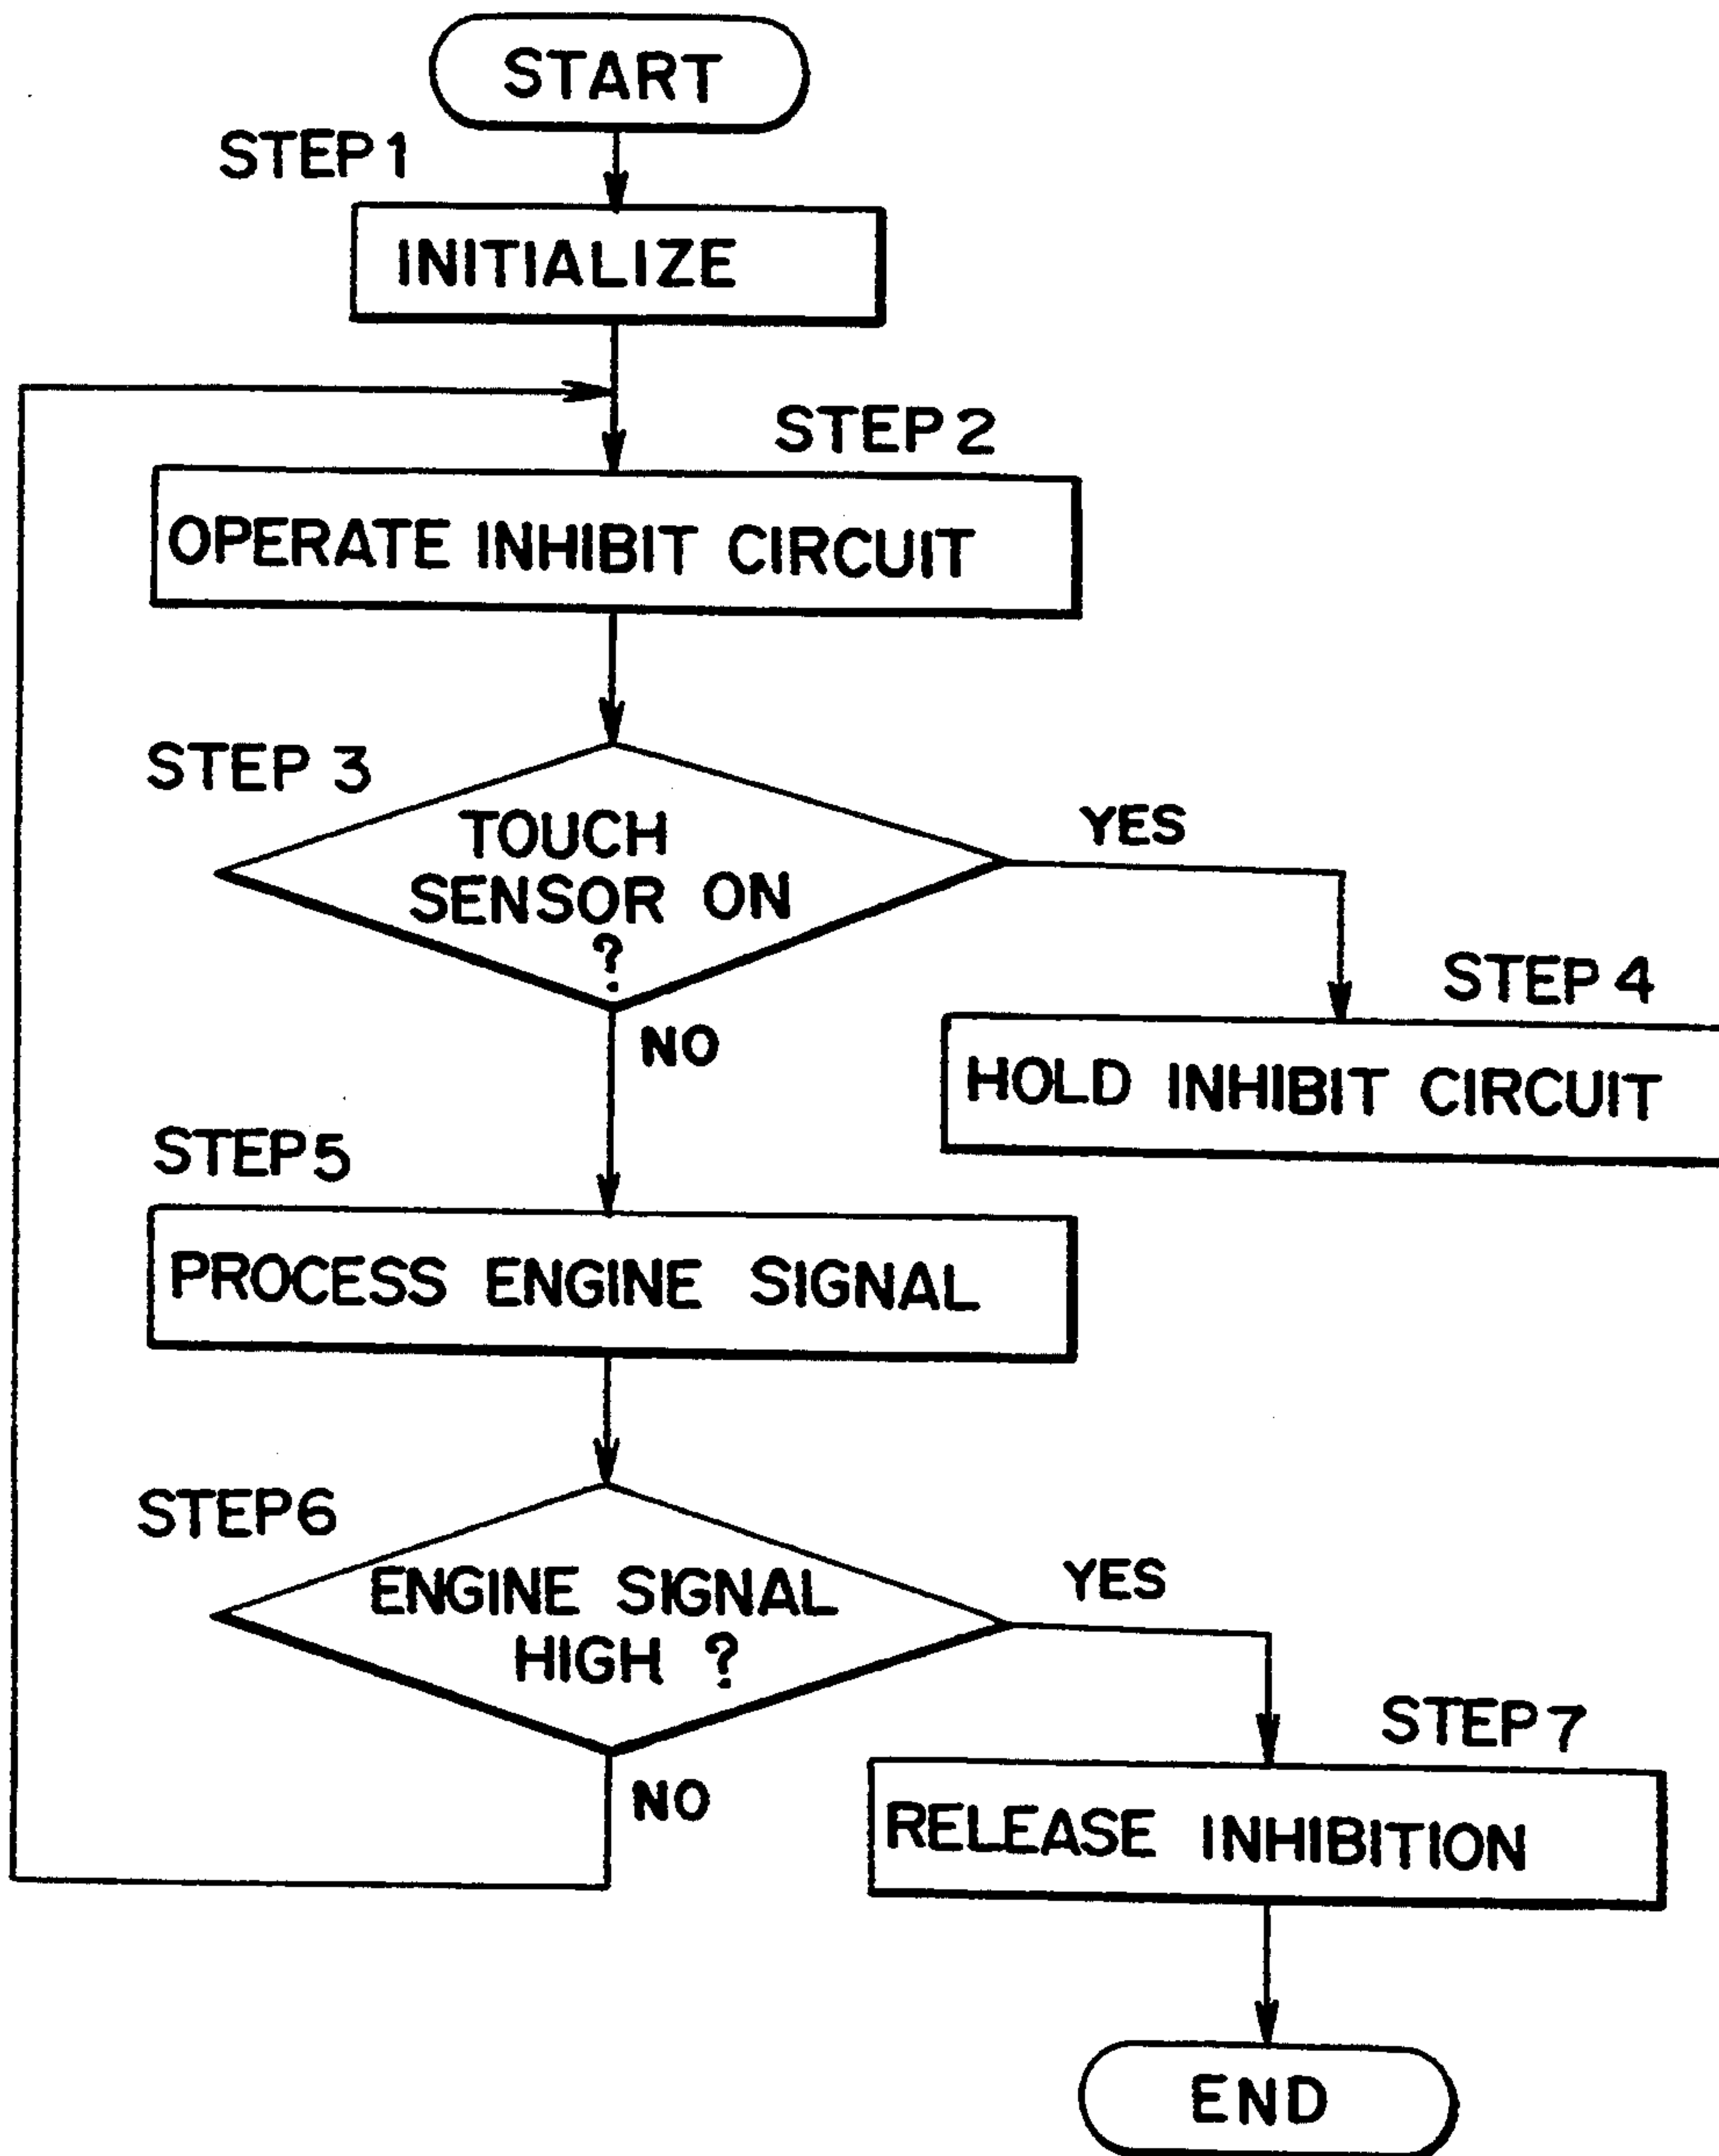 START
STEP 1
INITIALIZE
STEP 2
OPERATE INHIBIT CIRCUIT
STEP 3
TOUCH
SENSOR ON
?
YES
NO
STEP 4
HOLD INHIBIT CIRCUIT
STEP 5
PROCESS ENGINE SIGNAL
STEP 6
ENGINE SIGNAL
HIGH ?
YES
NO
STEP 7
RELEASE INHIBITION
END